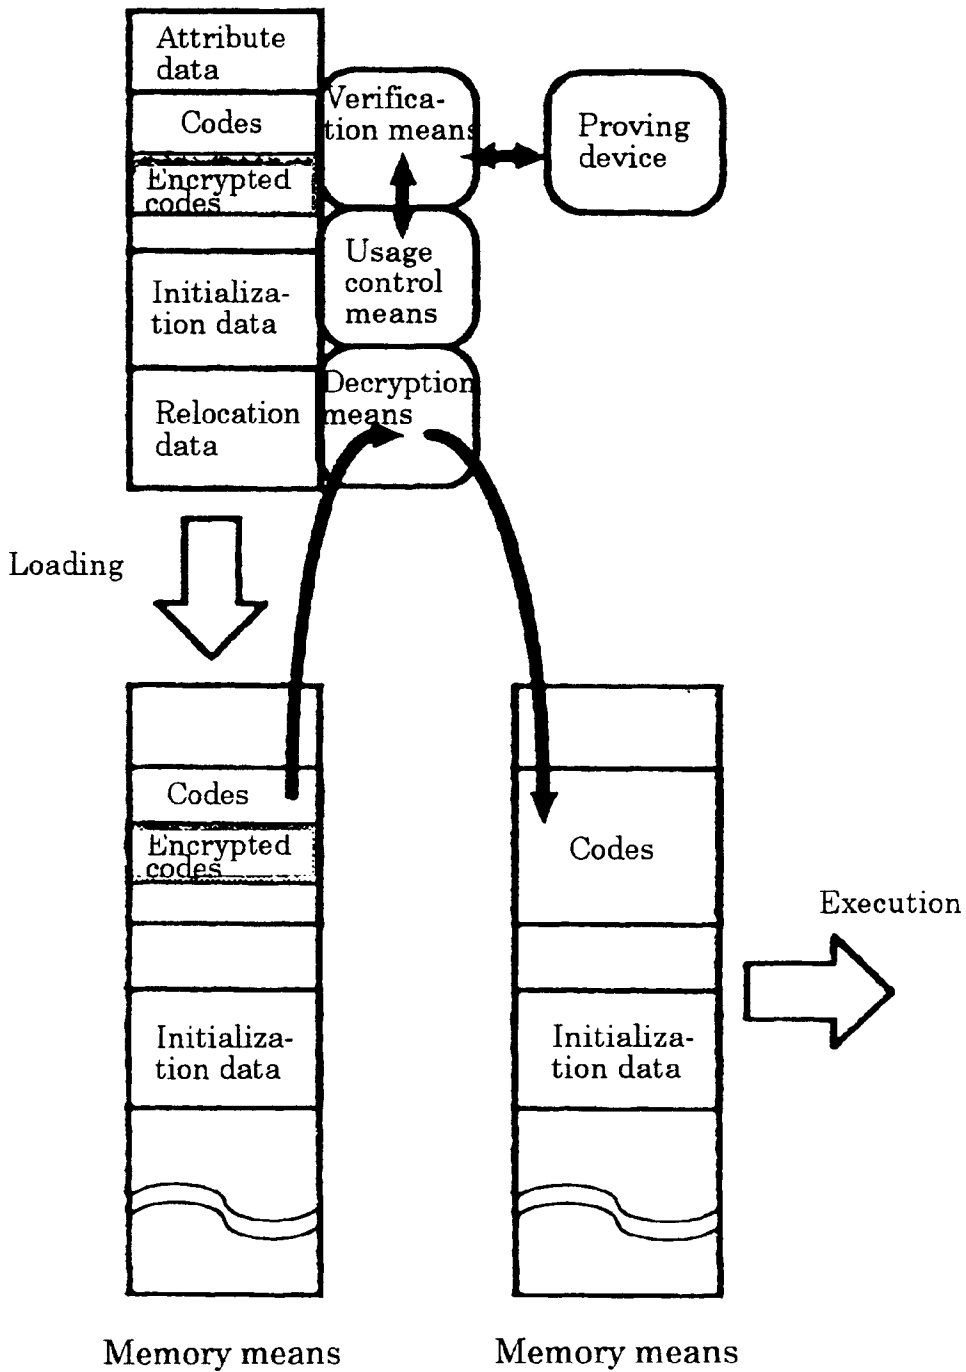 Attribute
data
Codes
Encrypted
codes
Initializa-
tion data
Relocation
data
Verifica-
tion means
Usage
control
means
Decryption
means
Proving
device
Loading
Codes
Encrypted
codes
Initializa-
tion data
Memory means
Codes
Initializa-
tion data
Memory means
Execution